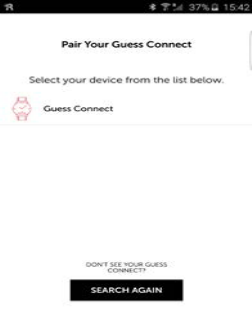 37% 15:42
Pair Your Guess Connect
Select your device from the list below.
Guess Connect
DON'T SEE YOUR GUESS
CONNECT?
SEARCH AGAIN